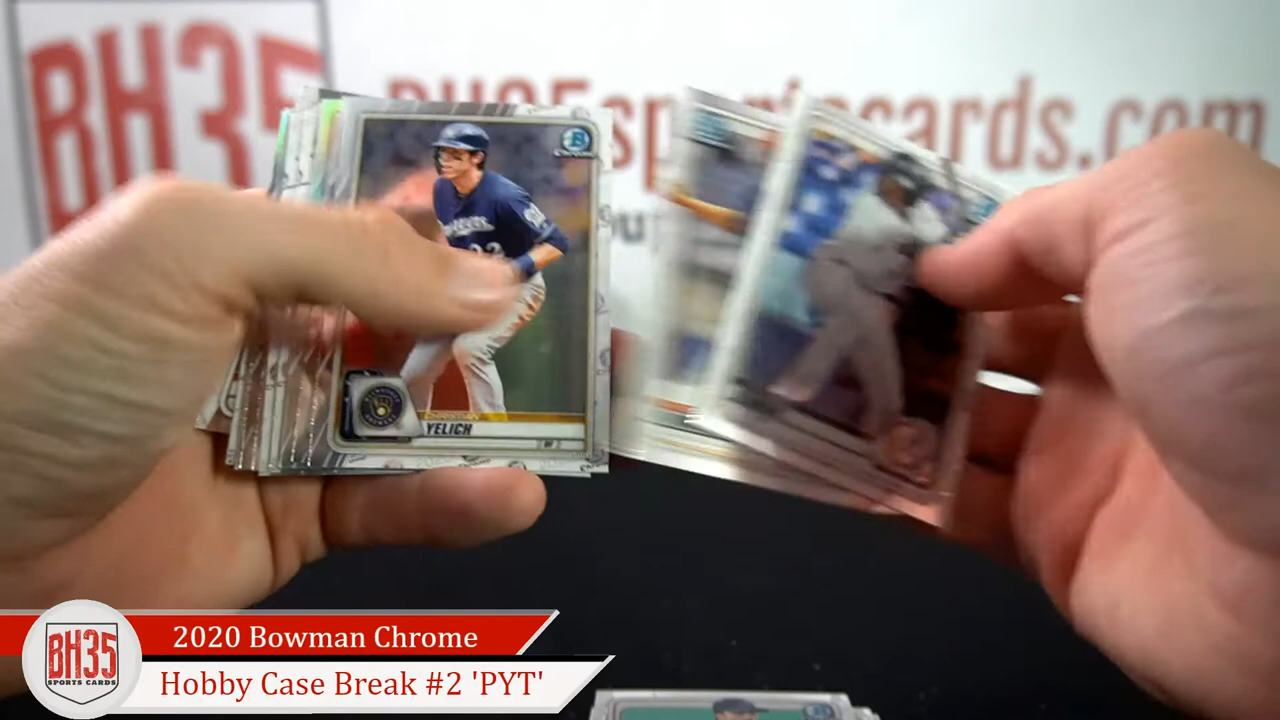 BH35
BH35sportscards.com
YELICH
BH35
SPORTS CARDS
2020 Bowman Chrome
Hobby Case Break #2 'PYT'